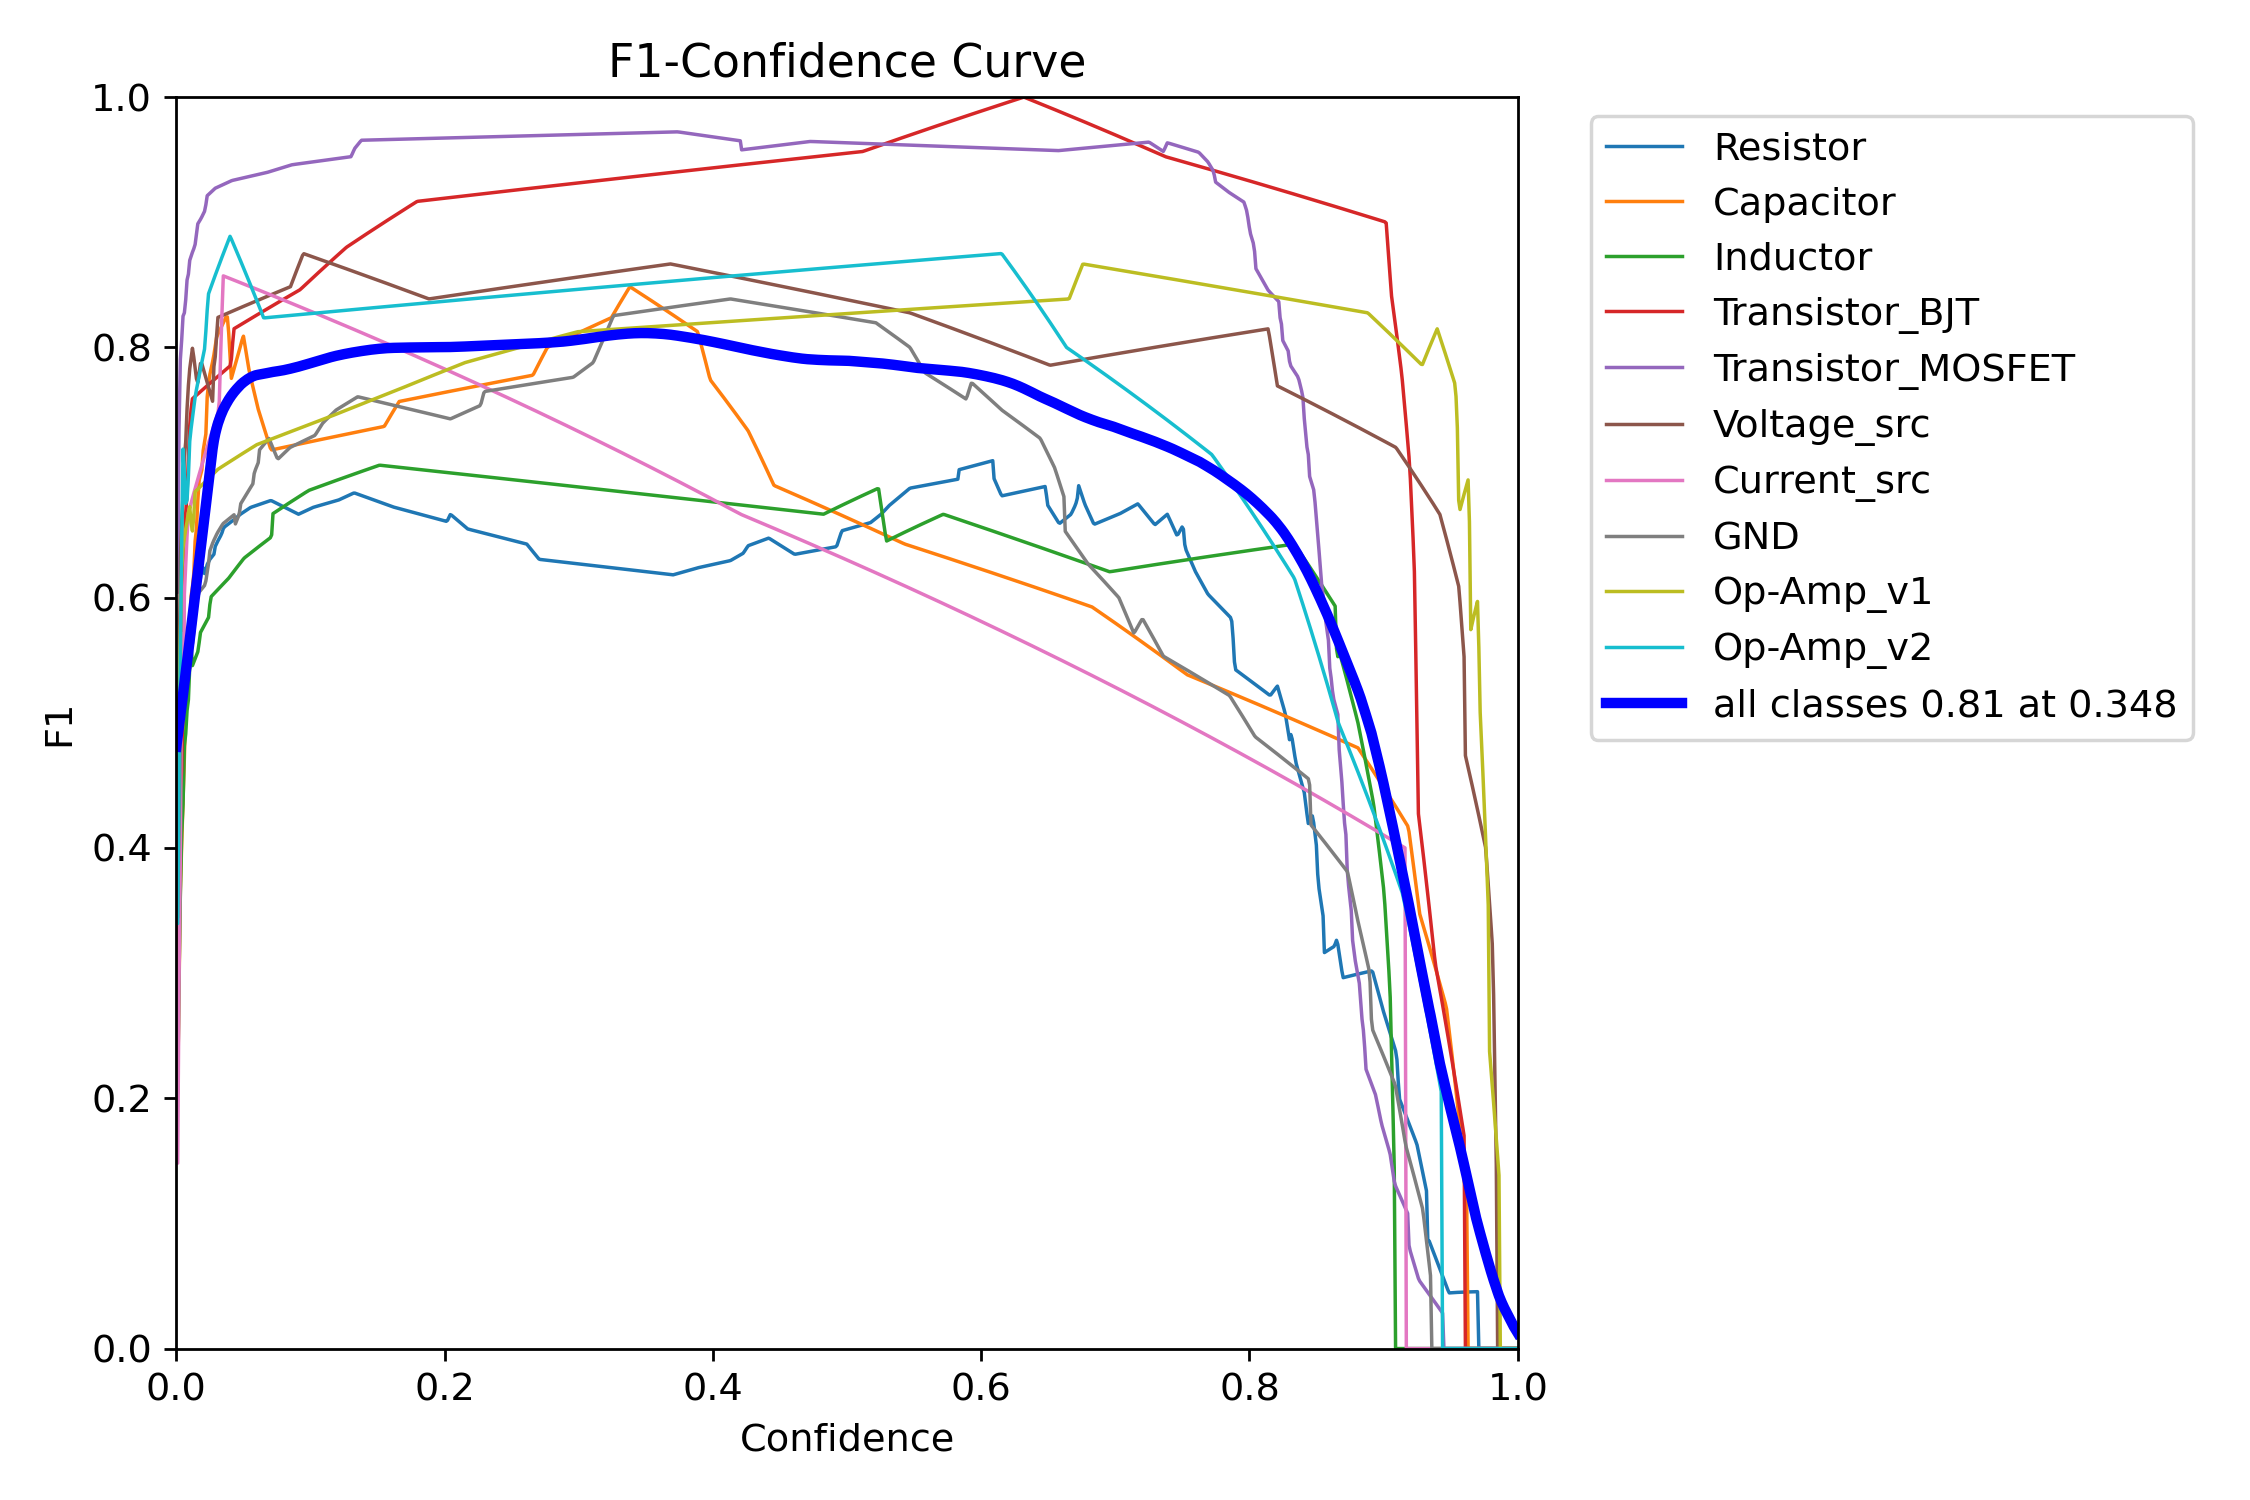 F1-Confidence Curve
1.0
0.8
0.6
0.4
0.2
0.0
F1
0.0 0.2 0.4 0.6 0.8 1.0
Confidence
Resistor
Capacitor
Inductor
Transistor_BJT
Transistor_MOSFET
Voltage_src
Current_src
GND
Op-Amp_v1
Op-Amp_v2
all classes 0.81 at 0.348